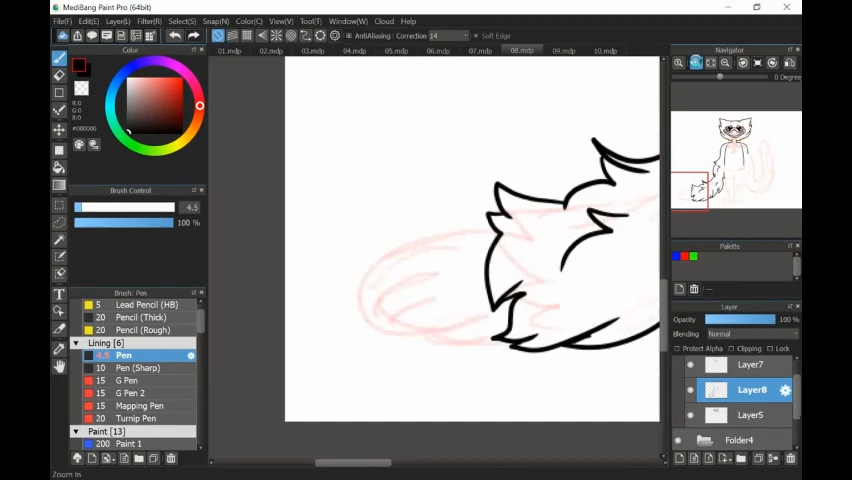 MediBang Paint Pro (64bit)
File(F) Edit(E) Layer(L) Filter(R) Select(S) Snap(N) Color(C) View(V) Tool(T) Window(W) Cloud Help
AntiAliasing Correction 14 Soft Edge
01.mdp 02.mdp 03.mdp 04.mdp 05.mdp 06.mdp 07.mdp 08.mdp 09.mdp 10.mdp
Color
R:0
G:0
B:0
#000000
Brush Control
4.5
100 %
Brush: Pen
5 Lead Pencil (HB)
20 Pencil (Thick)
20 Pencil (Rough)
Lining [6]
4.5 Pen
10 Pen (Sharp)
15 G Pen
15 G Pen 2
15 Mapping Pen
20 Turnip Pen
Paint [13]
200 Paint 1
Zoom In
Navigator
0 Degree
Palette
---
Layer
Opacity 100 %
Blending Normal
Protect Alpha Clipping Lock
Layer7
Layer8
Layer5
Folder4